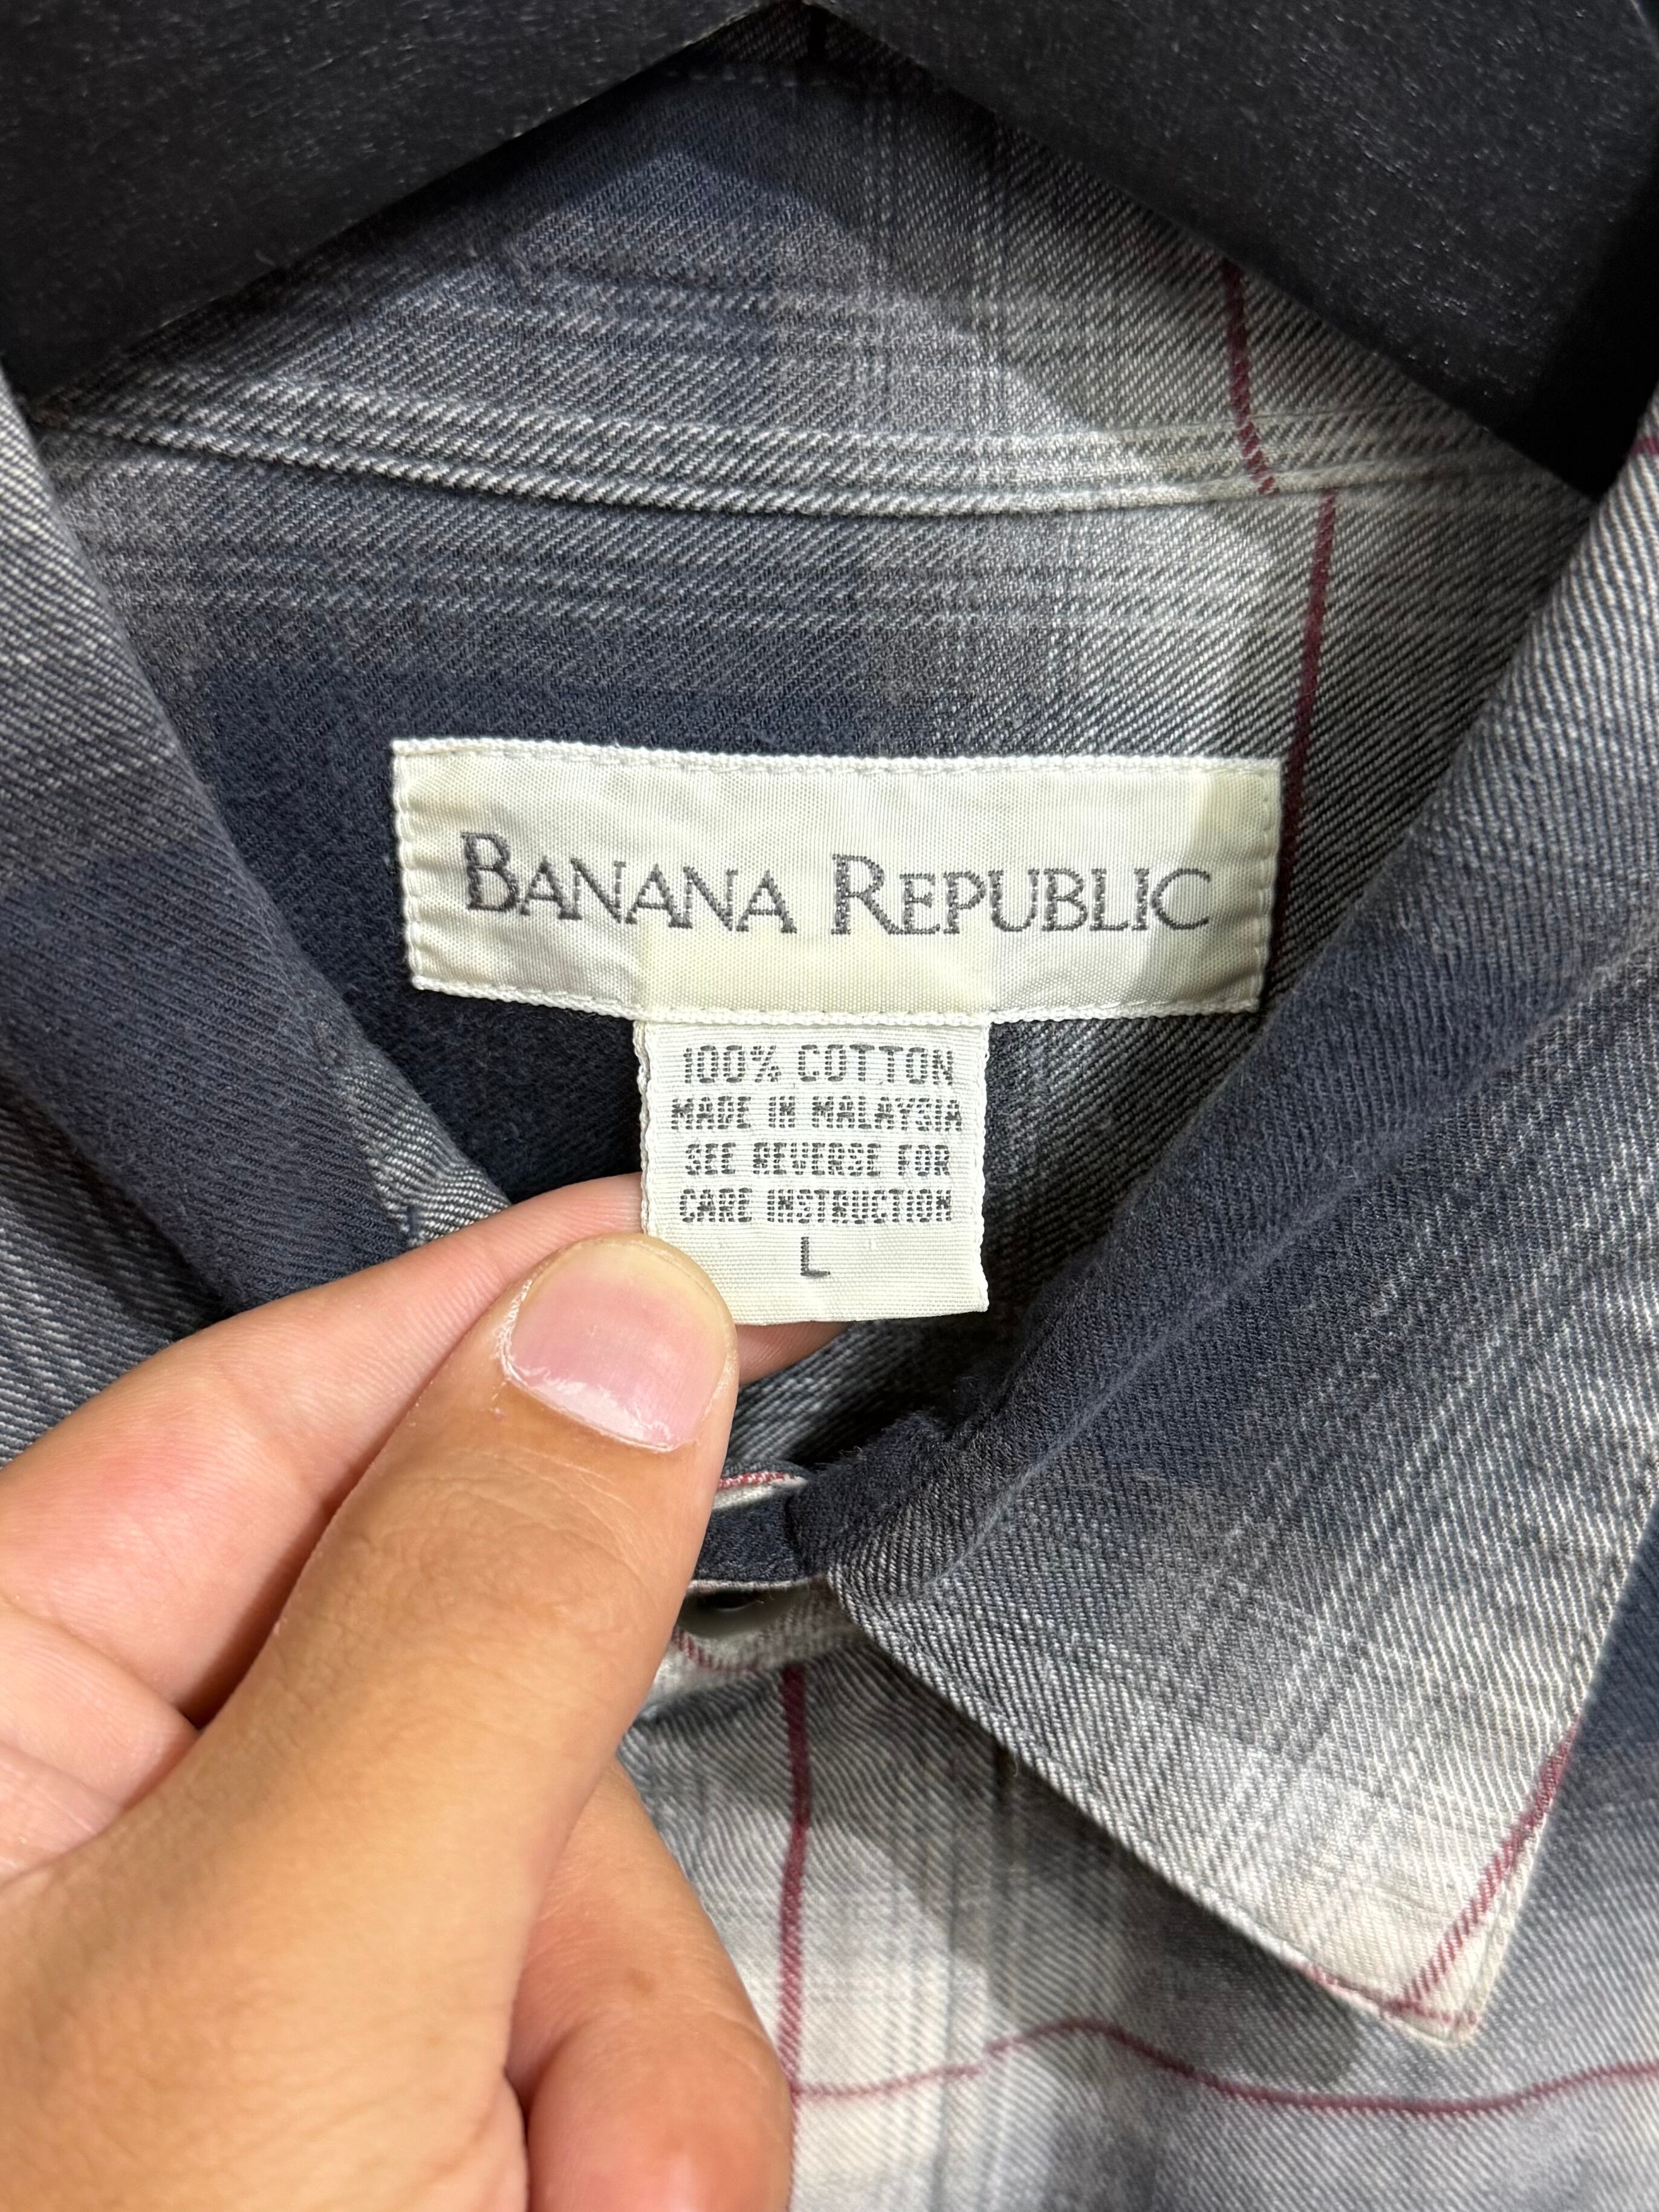 BANANA REPUBLIC
100% COTTON
MADE IN MALAYSIA
SEE REVERSE FOR
CARE INSTRUCTION
L